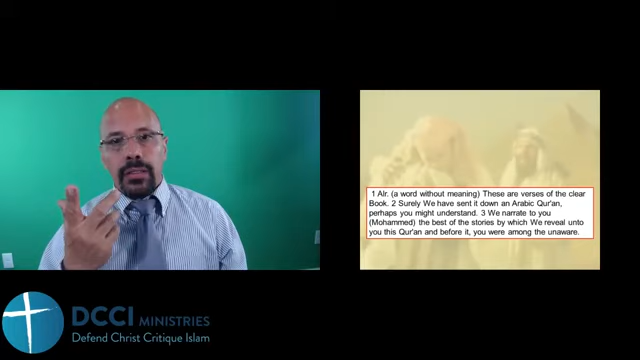 1 Alr. (a word without meaning) These are verses of the clear
Book. 2 Surely We have sent it down an Arabic Qur'an,
perhaps you might understand. 3 We narrate to you
(Mohammed) the best of the stories by which We reveal unto
you this Qur'an and before it, you were among the unaware.
DCCI MINISTRIES
Defend Christ Critique Islam